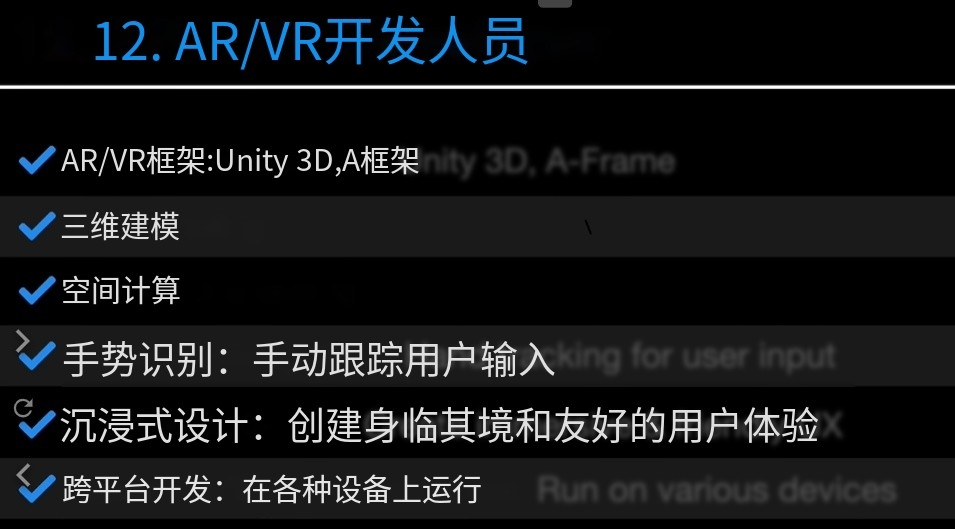 12. AR/VR开发人员
AR/VR框架:Unity 3D,A框架 nity 3D, A-Frame
三维建模
空间计算
手势识别：手动跟踪用户输入 cking for user input
沉浸式设计：创建身临其境和友好的用户体验 X
跨平台开发：在各种设备上运行 Run on various devices